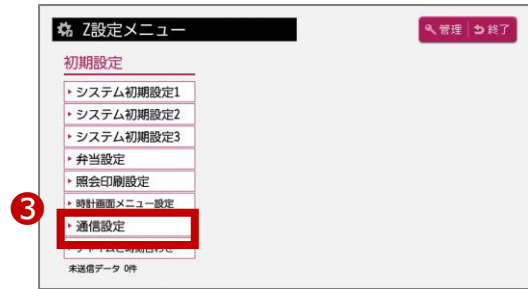 Z設定メニュー
管理 終了
初期設定
システム初期設定1
システム初期設定2
システム初期設定3
弁当設定
照会印刷設定
時計画面メニュー設定
3
通信設定
未送信データ 0件